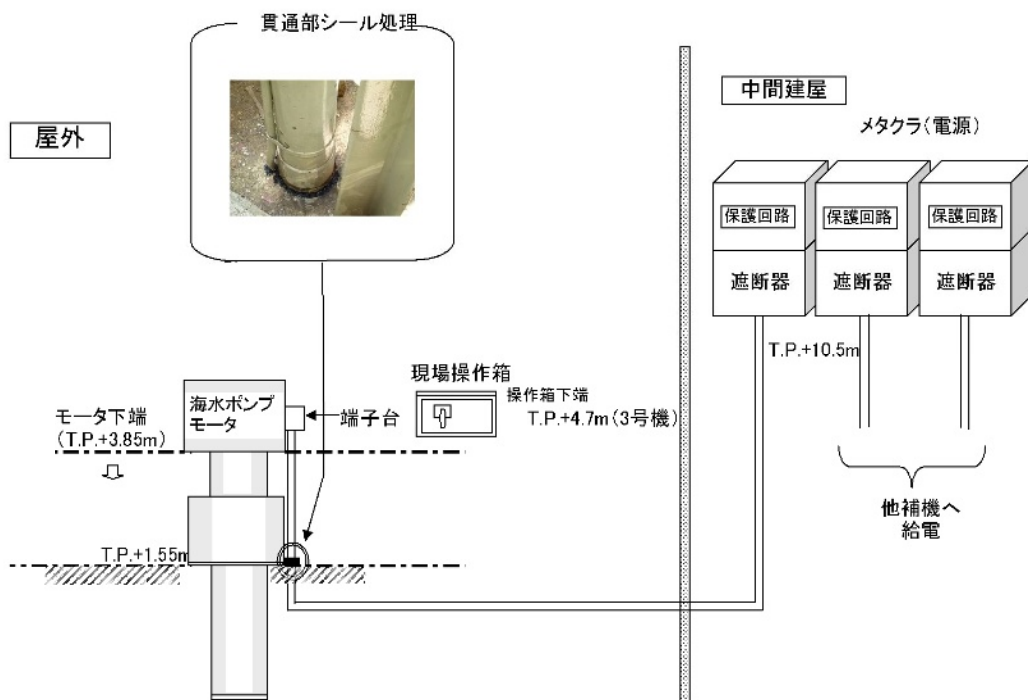 貫通部シール処理
屋外
中間建屋
メタクラ(電源)
保護回路
保護回路
保護回路
遮断器
遮断器
遮断器
T.P.+10.5m
現場操作箱
操作箱下端
T.P.+4.7m(3号機)
海水ポンプ
モータ
端子台
モータ下端
(T.P.+3.85m)
他補機へ
給電
T.P.+1.55m